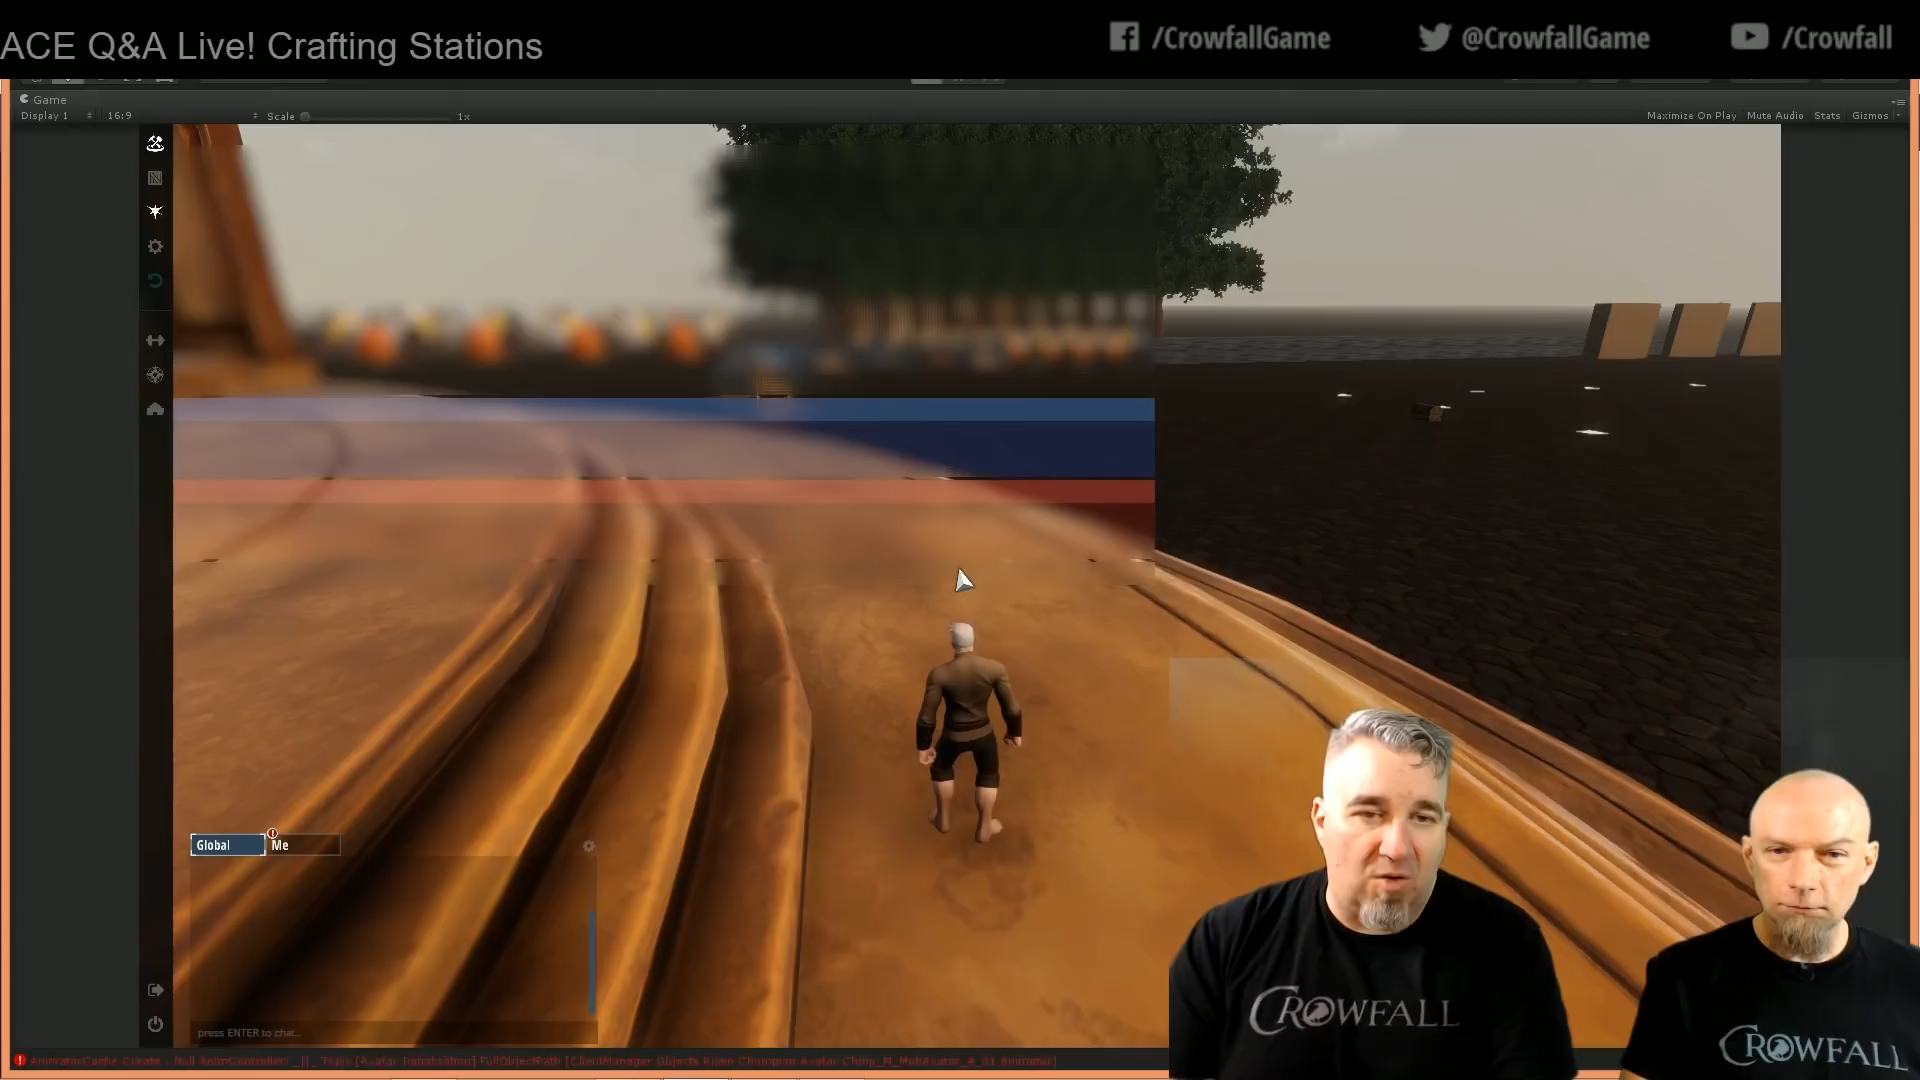 ACE Q&A Live! Crafting Stations
/CrowfallGame
@CrowfallGame
/Crowfall
Game
Display 1
16:9
Scale
1x
Maximize On Play
Mute Audio
Stats
Gizmos
Global
Me
press ENTER to chat...
CROWFALL
CROWFALL